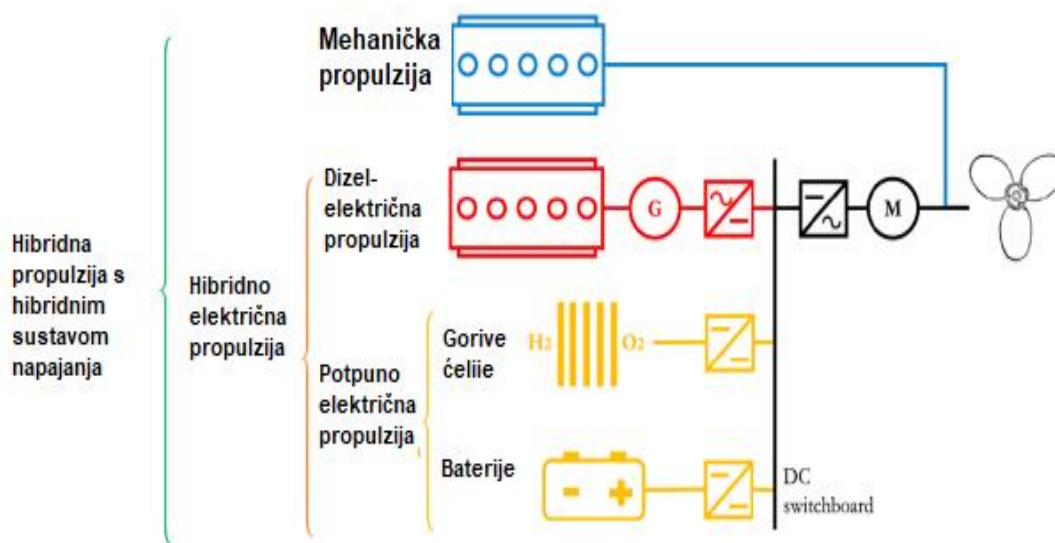 Mehanička
propulzija
Dizel-
električna
propulzija
G
M
Hibridna
propulzija s
hibridnim
sustavom
napajanja
Hibridno
električna
propulzija
Potpuno
električna
propulzija
Gorive
ćeliie
H2
O2
Baterije
DC
switchboard